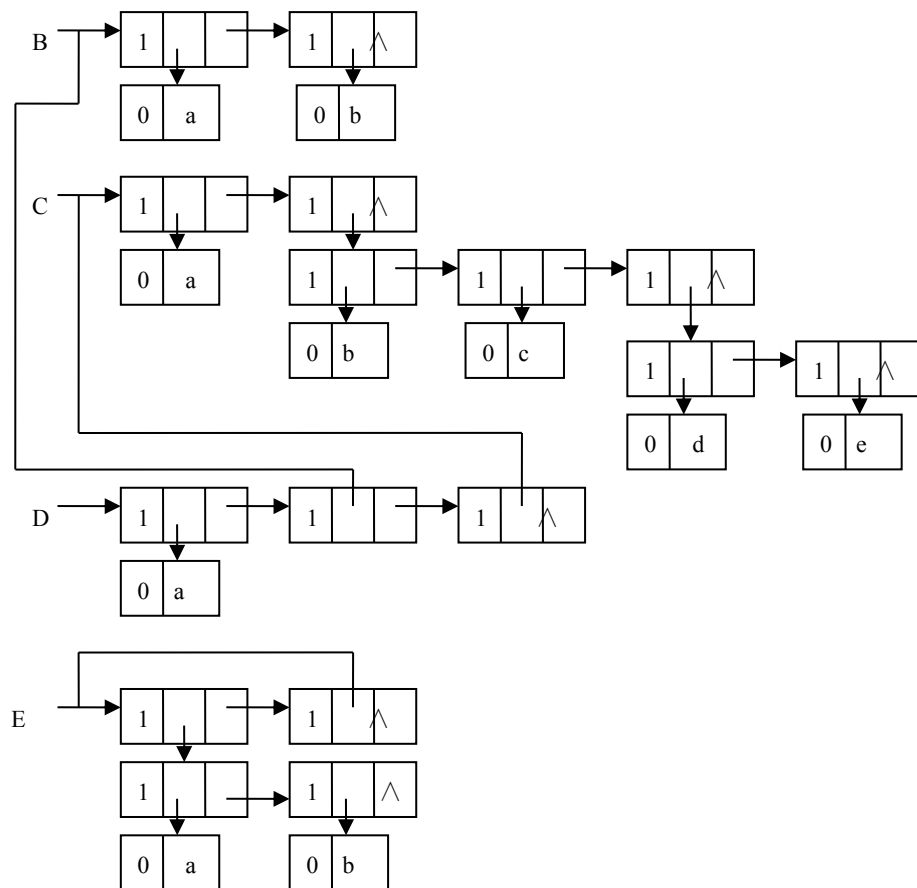 B 1 1 ∧
0 a 0 b
C 1 1 ∧
0 a 1 1 1 ∧
0 b 0 c
1 1 ∧
0 d 0 e
D 1 1 1 ∧
0 a
E 1 1 ∧
1 1 ∧
0 a 0 b